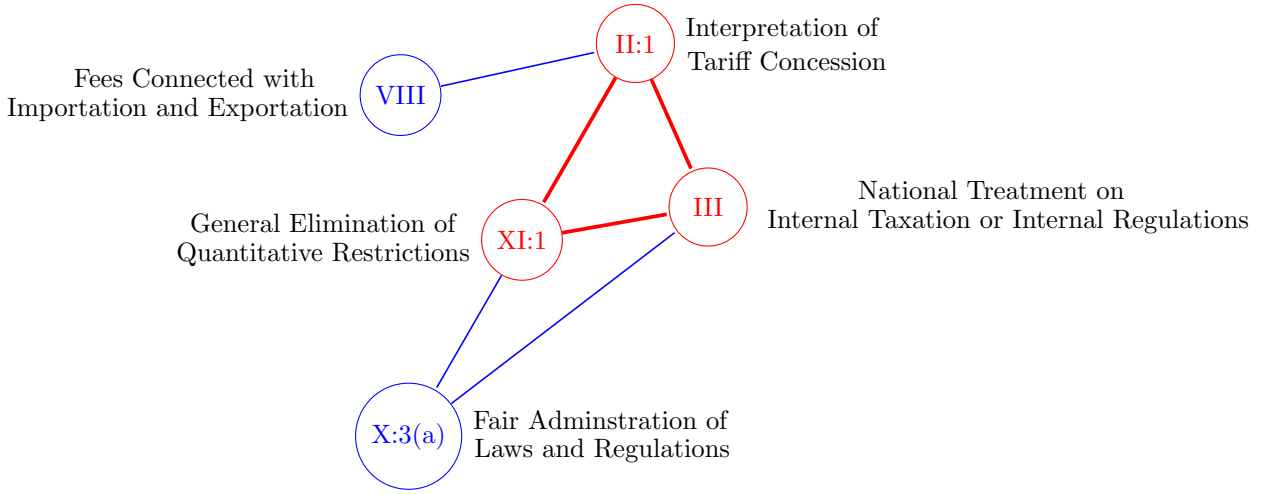 II:1
Interpretation of
Tariff Concession
Fees Connected with
Importation and Exportation
VIII
National Treatment on
Internal Taxation or Internal Regulations
III
General Elimination of
Quantitative Restrictions
XI:1
X:3(a)
Fair Adminstration of
Laws and Regulations